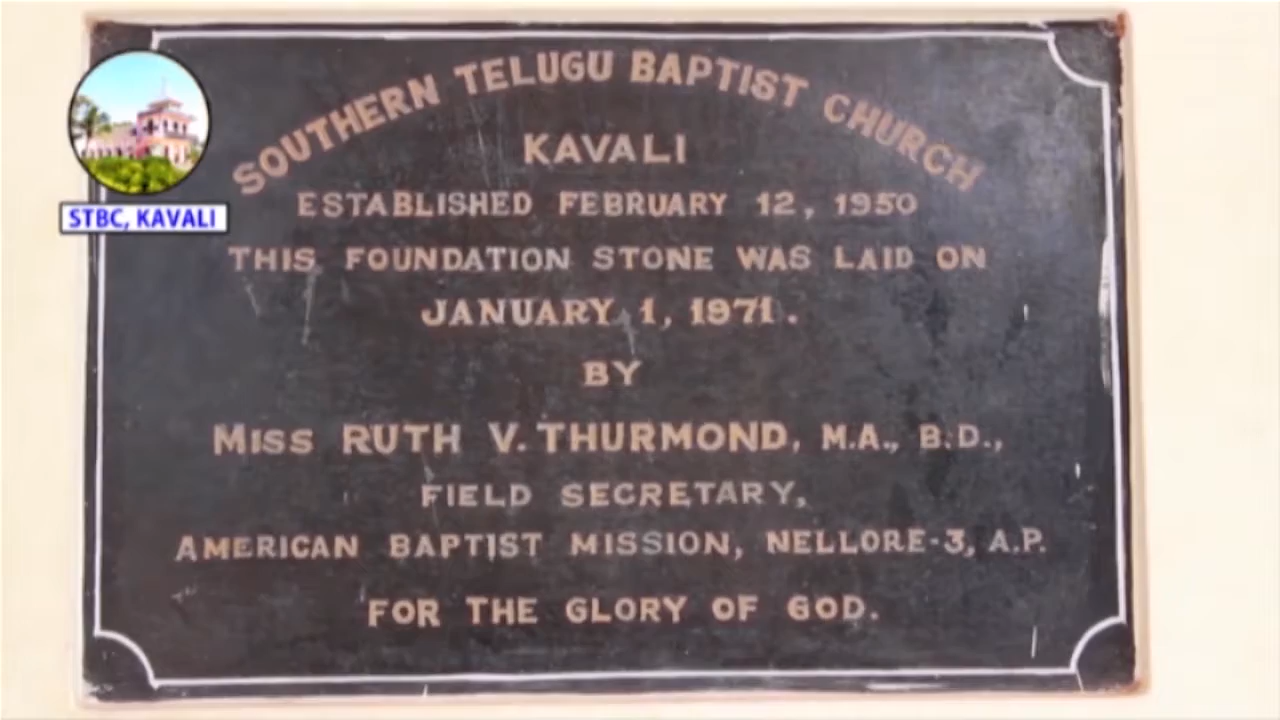 SOUTHERN TELUGU BAPTIST CHURCH
KAVALI
STBC, KAVALI
ESTABLISHED FEBRUARY 12, 1950
THIS FOUNDATION STONE WAS LAID ON
JANUARY 1, 1971.
BY
MISS RUTH V. THURMOND, M.A., B.D.,
FIELD SECRETARY,
AMERICAN BAPTIST MISSION, NELLORE-3, A.P.
FOR THE GLORY OF GOD.